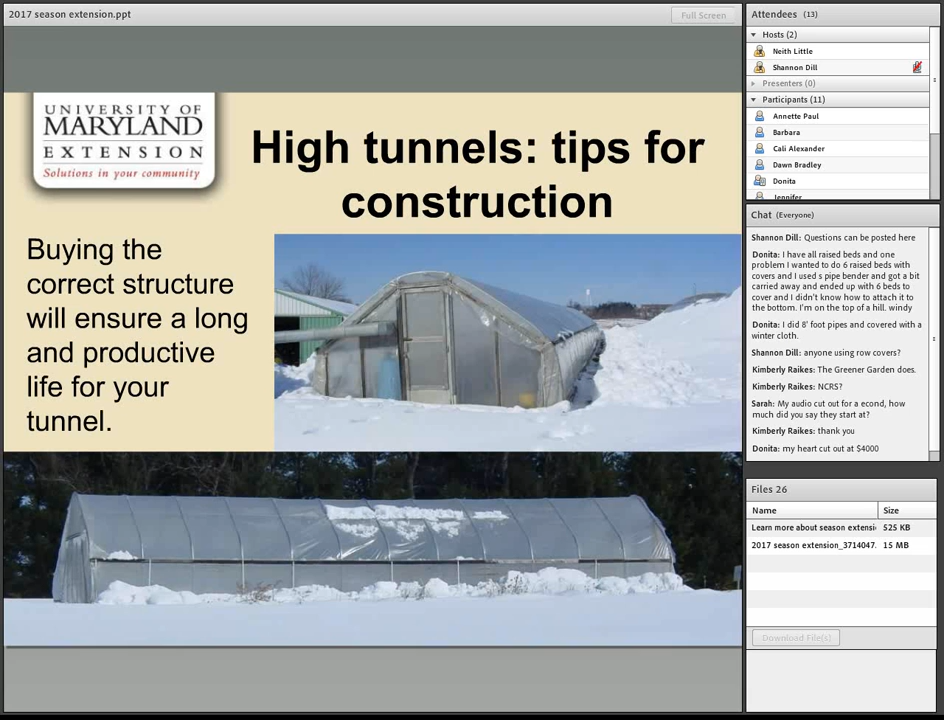 2017 season extension.ppt
Full Screen
UNIVERSITY OF
MARYLAND
EXTENSION
Solutions in your community
High tunnels: tips for
construction
Buying the
correct structure
will ensure a long
and productive
life for your
tunnel.
Attendees (13)
Hosts (2)
Neith Little
Shannon Dill
Presenters (0)
Participants (11)
Annette Paul
Barbara
Cali Alexander
Dawn Bradley
Donita
Jennifer
Chat (Everyone)
Shannon Dill: Questions can be posted here
Donita: I have all raised beds and one
problem I wanted to do 6 raised beds with
covers and I used s pipe bender and got a bit
carried away and ended up with 6 beds to
cover and I didn't know how to attach it to
the bottom. I'm on the top of a hill. windy
Donita: I did 8' foot pipes and covered with a
winter cloth.
Shannon Dill: anyone using row covers?
Kimberly Raikes: The Greener Garden does.
Kimberly Raikes: NCRS?
Sarah: My audio cut out for a econd, how
much did you say they start at?
Kimberly Raikes: thank you
Donita: my heart cut out at $4000
Files 26
Name Size
Learn more about season extensi 525 KB
2017 season extension_3714047. 15 MB
Download File(s)